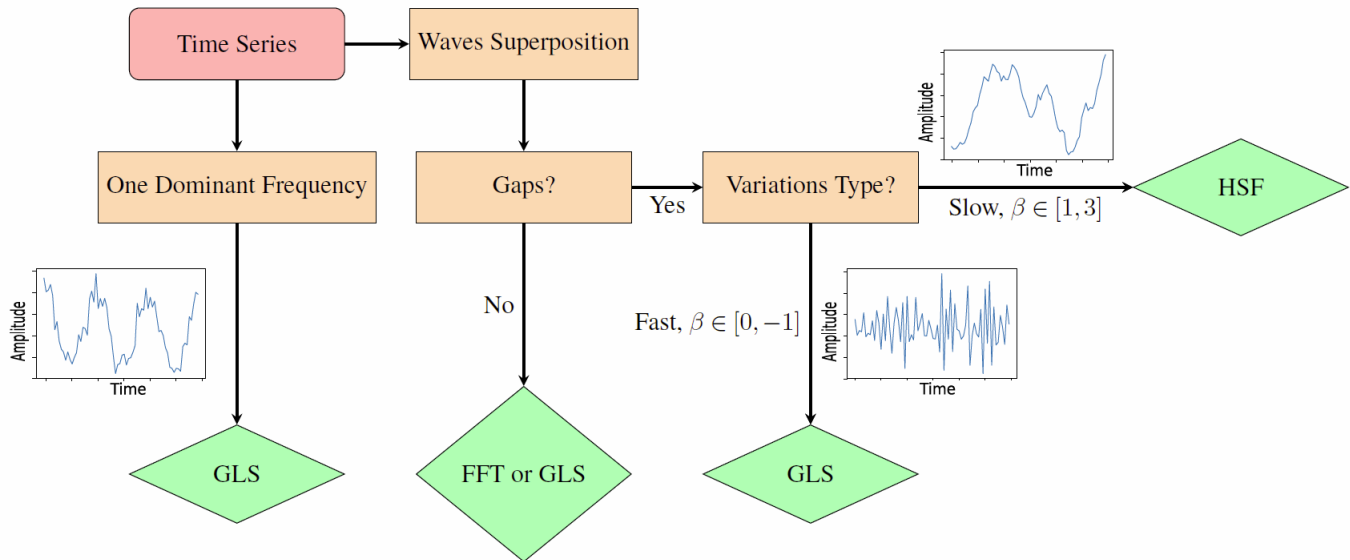 Time Series
Waves Superposition
Amplitude
Time
One Dominant Frequency
Gaps?
Yes
Variations Type?
Slow, β ∈ [1, 3]
HSF
Amplitude
Time
No
Fast, β ∈ [0, −1]
Amplitude
Time
GLS
FFT or GLS
GLS